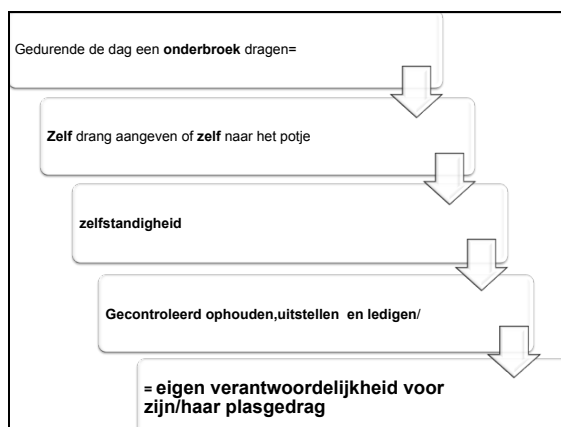 Gedurende de dag een onderbroek dragen=
Zelf drang aangeven of zelf naar het potje
zelfstandigheid
Gecontroleerd ophouden,uitstellen en ledigen/
= eigen verantwoordelijkheid voor
zijn/haar plasgedrag